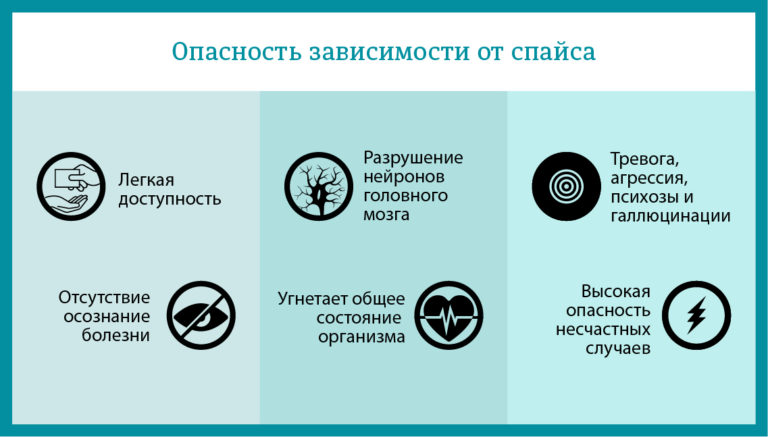 Опасность зависимости от спайса
Легкая
доступность
Разрушение
нейронов
головного
мозга
Тревога,
агрессия,
психозы и
галлюцинации
Отсутствие
осознание
болезни
Угнетает общее
состояние
организма
Высокая
опасность
несчастных
случаев